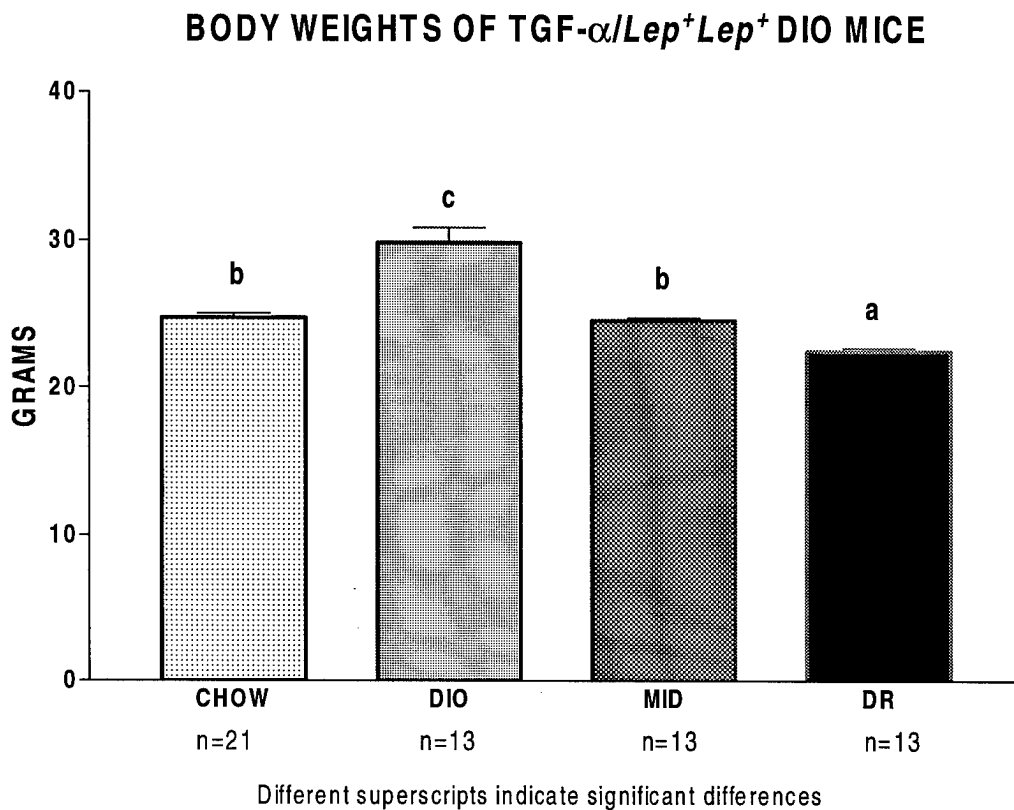 BODY WEIGHTS OF TGF-α/Lep⁺Lep⁺ DIO MICE
40
30
20
10
0
GRAMS
b
c
b
a
CHOW
DIO
MID
DR
n=21
n=13
n=13
n=13
Different superscripts indicate significant differences